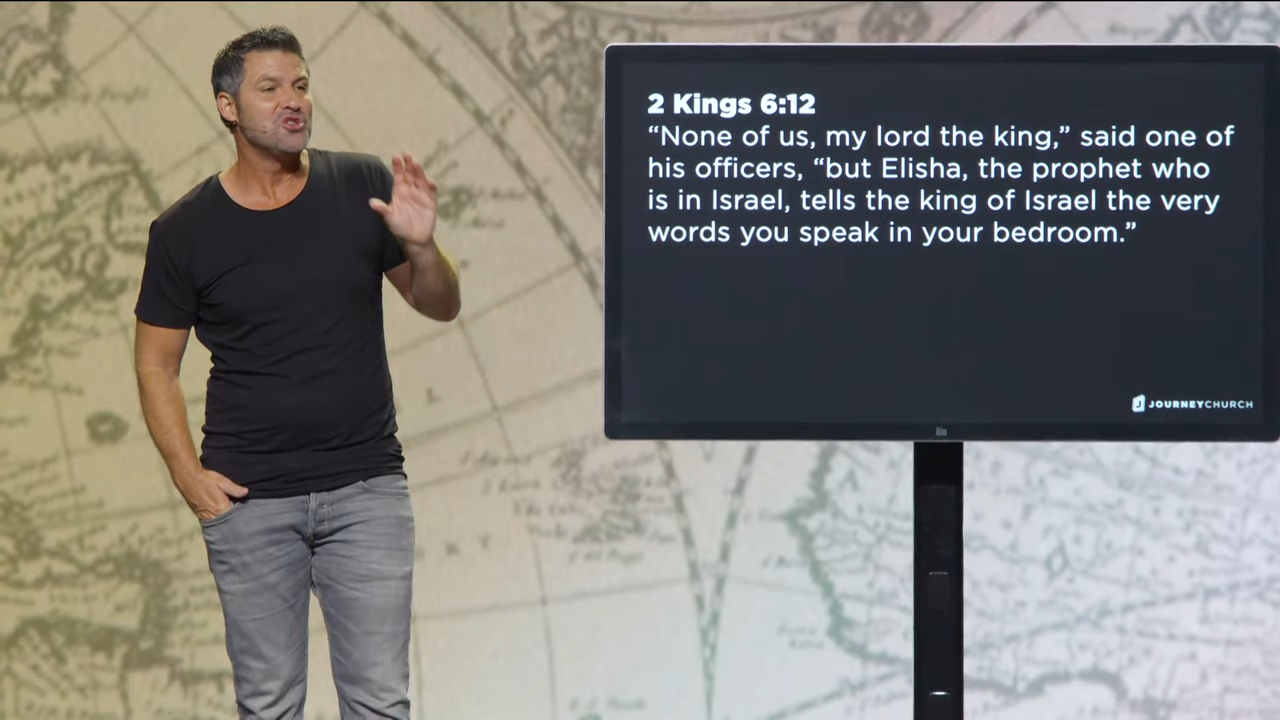 2 Kings 6:12
“None of us, my lord the king,” said one of
his officers, “but Elisha, the prophet who
is in Israel, tells the king of Israel the very
words you speak in your bedroom.”
JOURNEYCHURCH
elo